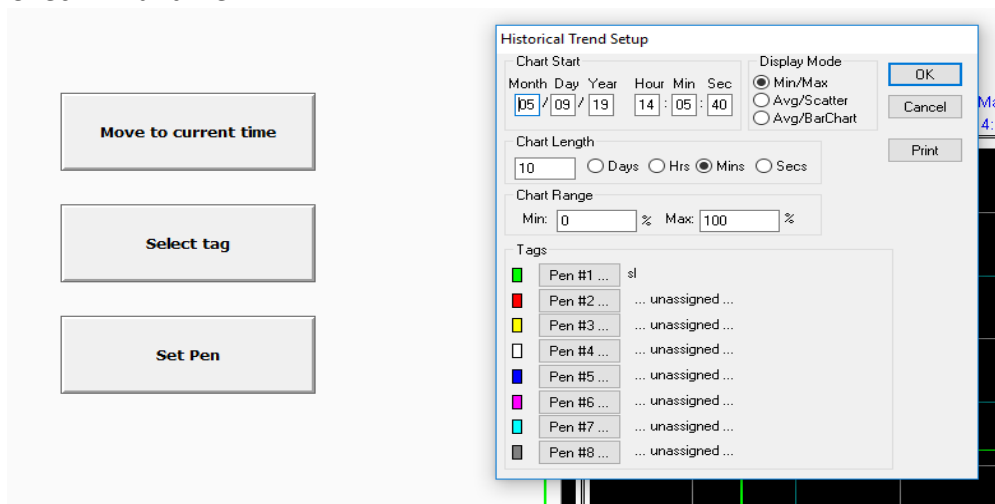 Move to current time
Select tag
Set Pen
Historical Trend Setup
Chart Start
Month Day Year Hour Min Sec
05 / 09 / 19 14 : 05 : 40
Display Mode
Min/Max
Avg/Scatter
Avg/BarChart
OK
Cancel
Print
Chart Length
10 Days Hrs Mins Secs
Chart Range
Min: 0 % Max: 100 %
Tags
Pen #1 ... sl
Pen #2 ... ... unassigned ...
Pen #3 ... ... unassigned ...
Pen #4 ... ... unassigned ...
Pen #5 ... ... unassigned ...
Pen #6 ... ... unassigned ...
Pen #7 ... ... unassigned ...
Pen #8 ... ... unassigned ...
Ma
4: